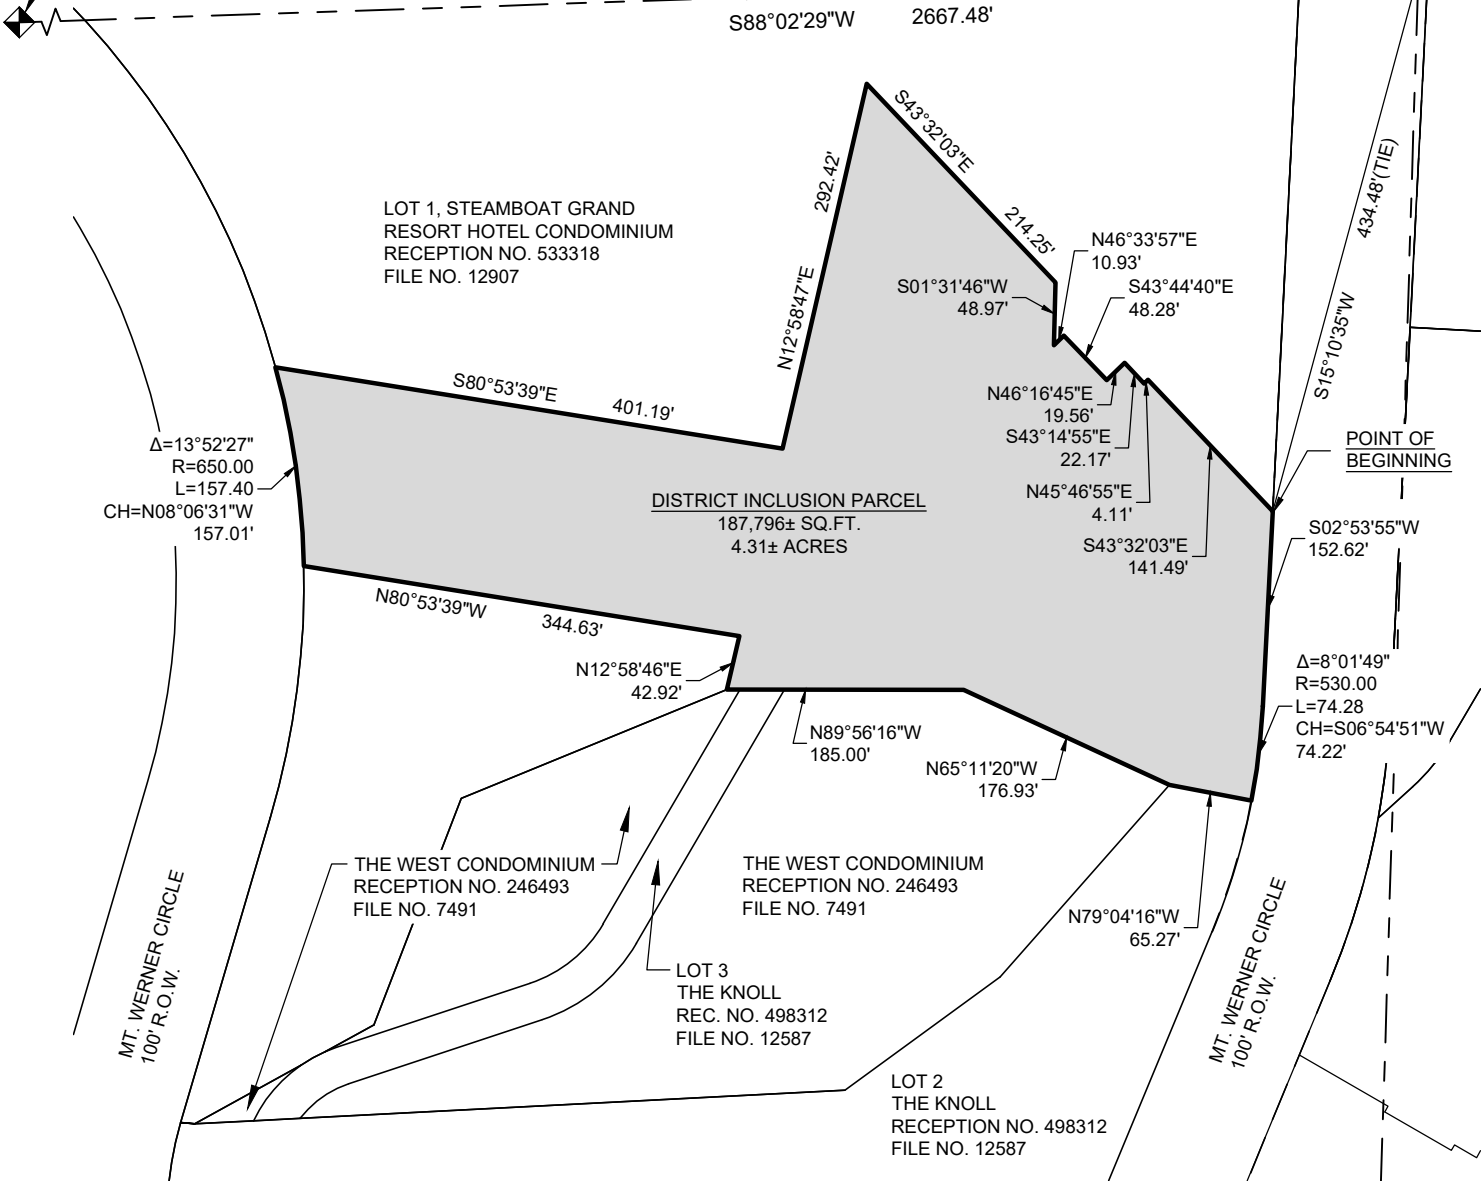 S88°02'29"W 2667.48'
S43°32'03"E
214.25'
292.42'
N12°58'47"E
434.48'(TIE)
S15°10'35"W
LOT 1, STEAMBOAT GRAND
RESORT HOTEL CONDOMINIUM
RECEPTION NO. 533318
FILE NO. 12907
N46°33'57"E
10.93'
S01°31'46"W
48.97'
S43°44'40"E
48.28'
S80°53'39"E
401.19'
N46°16'45"E
19.56'
S43°14'55"E
22.17'
N45°46'55"E
4.11'
S43°32'03"E
141.49'
POINT OF
BEGINNING
Δ=13°52'27"
R=650.00
L=157.40
CH=N08°06'31"W
157.01'
DISTRICT INCLUSION PARCEL
187,796± SQ.FT.
4.31± ACRES
S02°53'55"W
152.62'
N80°53'39"W
344.63'
N12°58'46"E
42.92'
Δ=8°01'49"
R=530.00
L=74.28
CH=S06°54'51"W
74.22'
N89°56'16"W
185.00'
N65°11'20"W
176.93'
THE WEST CONDOMINIUM
RECEPTION NO. 246493
FILE NO. 7491
THE WEST CONDOMINIUM
RECEPTION NO. 246493
FILE NO. 7491
N79°04'16"W
65.27'
MT. WERNER CIRCLE
100' R.O.W.
LOT 3
THE KNOLL
REC. NO. 498312
FILE NO. 12587
MT. WERNER CIRCLE
100' R.O.W.
LOT 2
THE KNOLL
RECEPTION NO. 498312
FILE NO. 12587